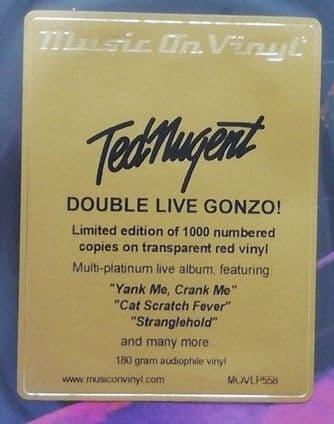 Music On Vinyl
Ted Nugent
DOUBLE LIVE GONZO!
Limited edition of 1000 numbered
copies on transparent red vinyl
Multi-platinum live album, featuring
"Yank Me, Crank Me"
"Cat Scratch Fever"
"Stranglehold"
and many more...
180 gram audiophile vinyl
www.musiconvinyl.com MOVLP558